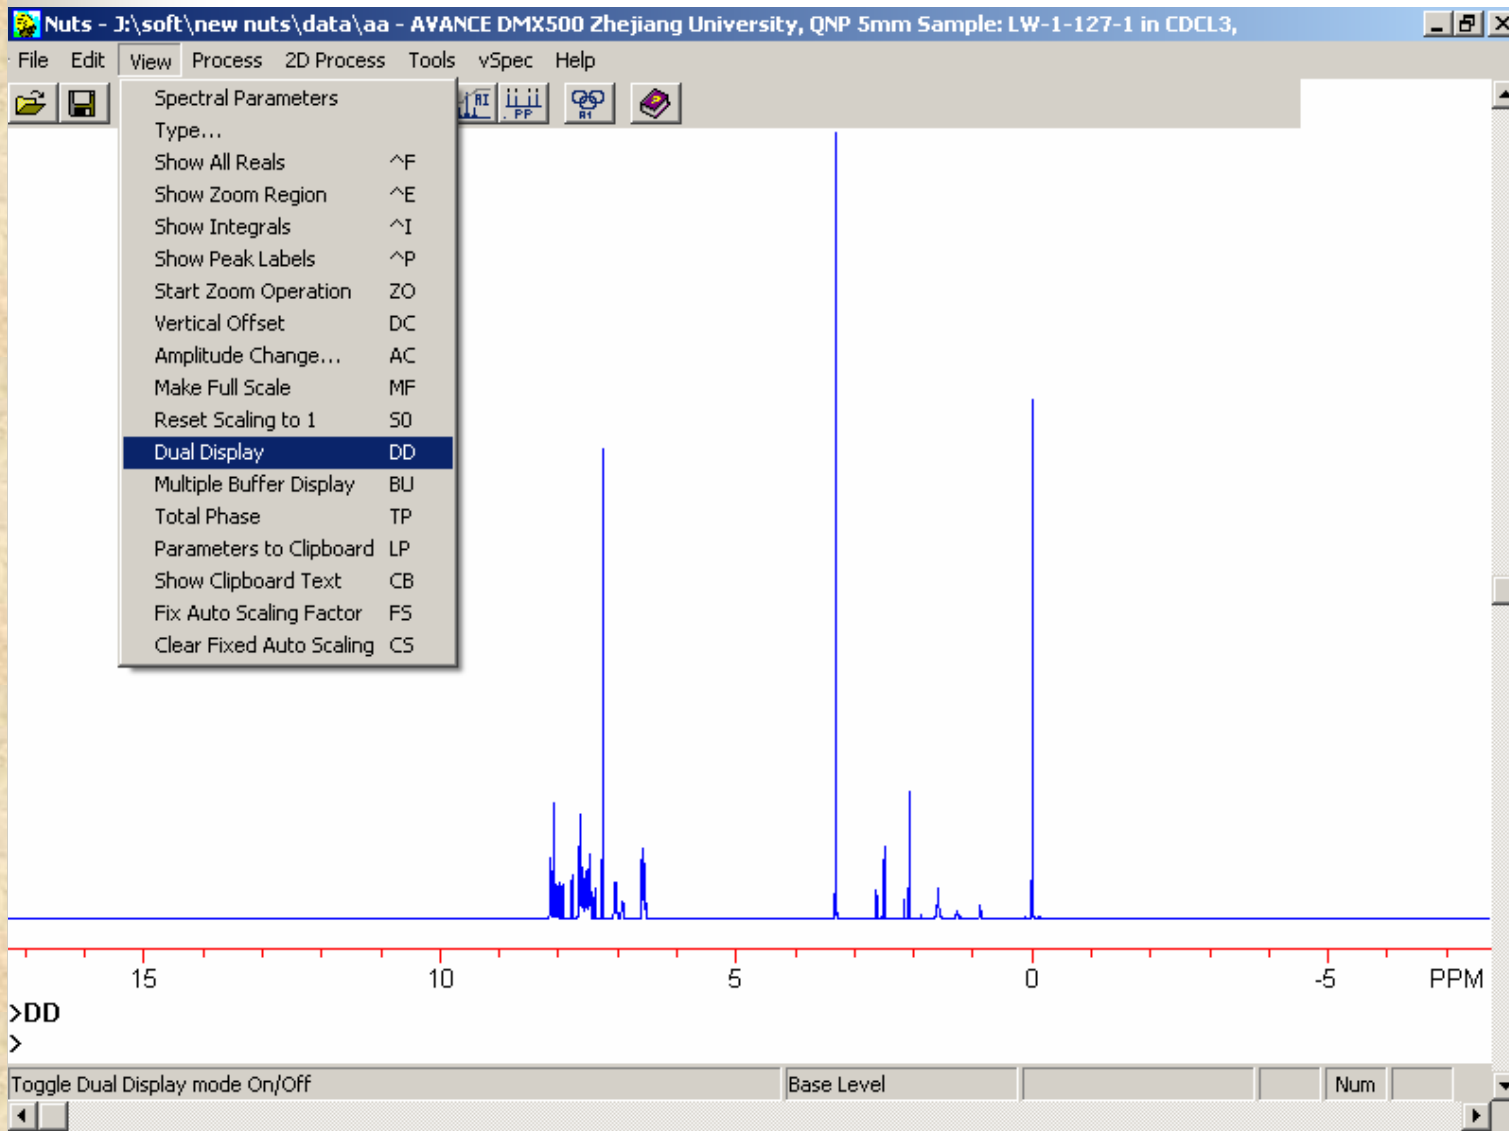 Nuts - J:\soft\new nuts\data\aa - AVANCE DMX500 Zhejiang University, QNP 5mm Sample: LW-1-127-1 in CDCL3,
File Edit View Process 2D Process Tools vSpec Help
AI PP A1
Spectral Parameters
Type...
Show All Reals ^F
Show Zoom Region ^E
Show Integrals ^I
Show Peak Labels ^P
Start Zoom Operation ZO
Vertical Offset DC
Amplitude Change... AC
Make Full Scale MF
Reset Scaling to 1 S0
Dual Display DD
Multiple Buffer Display BU
Total Phase TP
Parameters to Clipboard LP
Show Clipboard Text CB
Fix Auto Scaling Factor FS
Clear Fixed Auto Scaling CS
15 10 5 0 -5 PPM
>DD
>
Toggle Dual Display mode On/Off Base Level Num